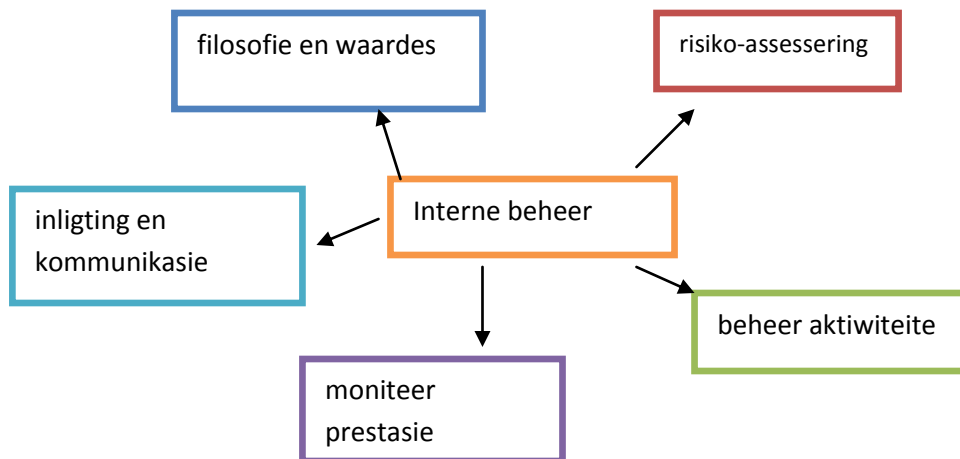 filosofie en waardes
risiko-assessering
Interne beheer
inligting en
kommunikasie
beheer aktiwiteite
moniteer
prestasie